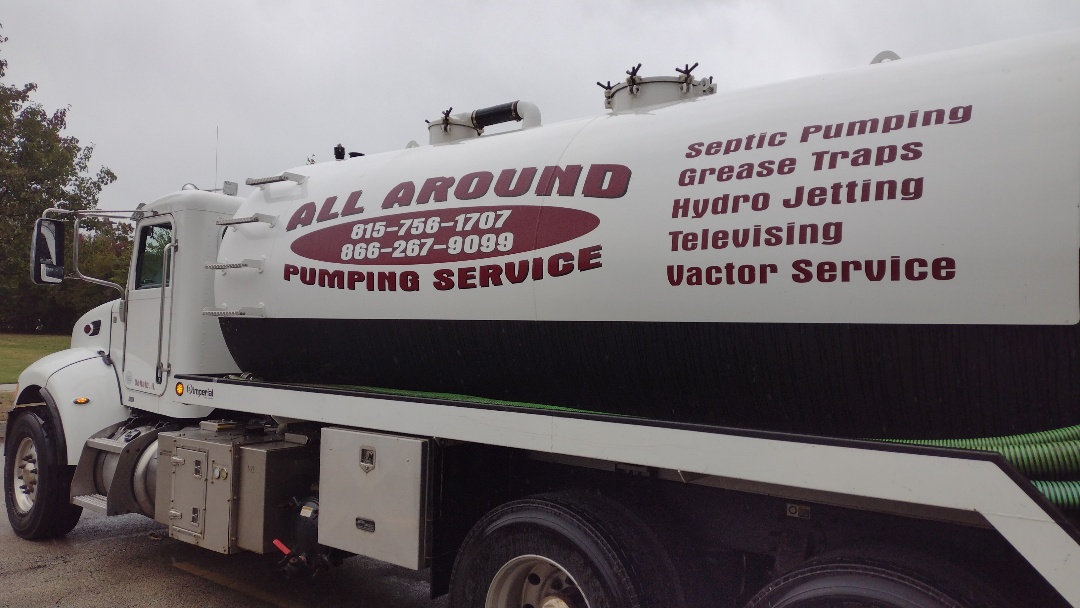 ALL AROUND
815-756-1707
866-267-9099
PUMPING SERVICE
Septic Pumping
Grease Traps
Hydro Jetting
Televising
Vactor Service
Imperial